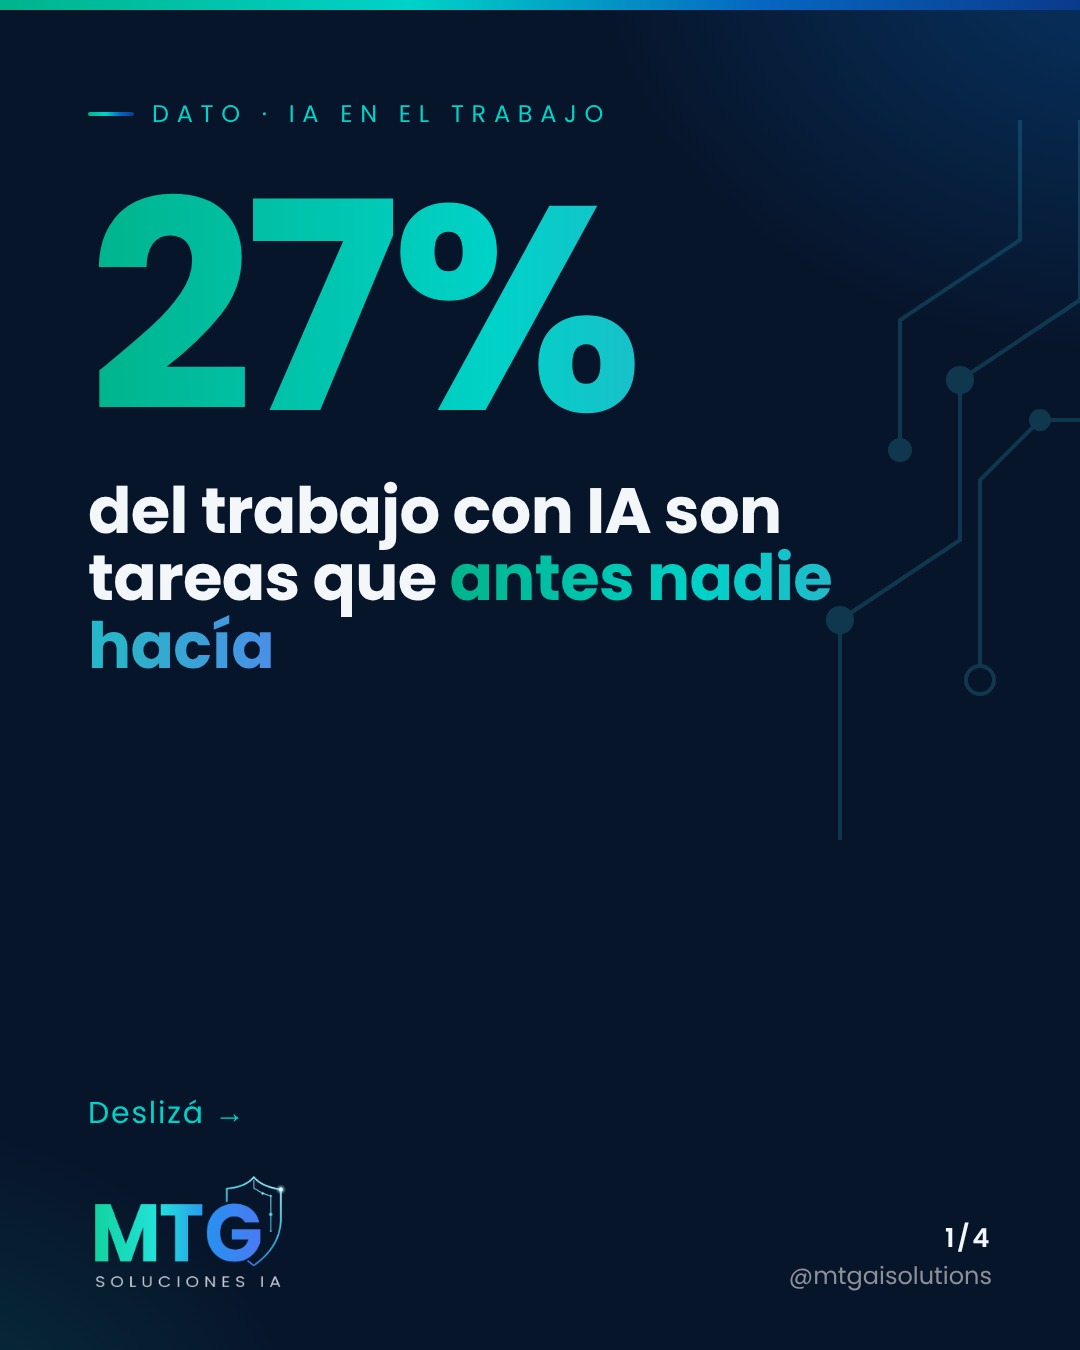 DATO · IA EN EL TRABAJO
27%
del trabajo con IA son
tareas que antes nadie
hacía
Deslizá →
MTG
SOLUCIONES IA
1/4
@mtgaisolutions